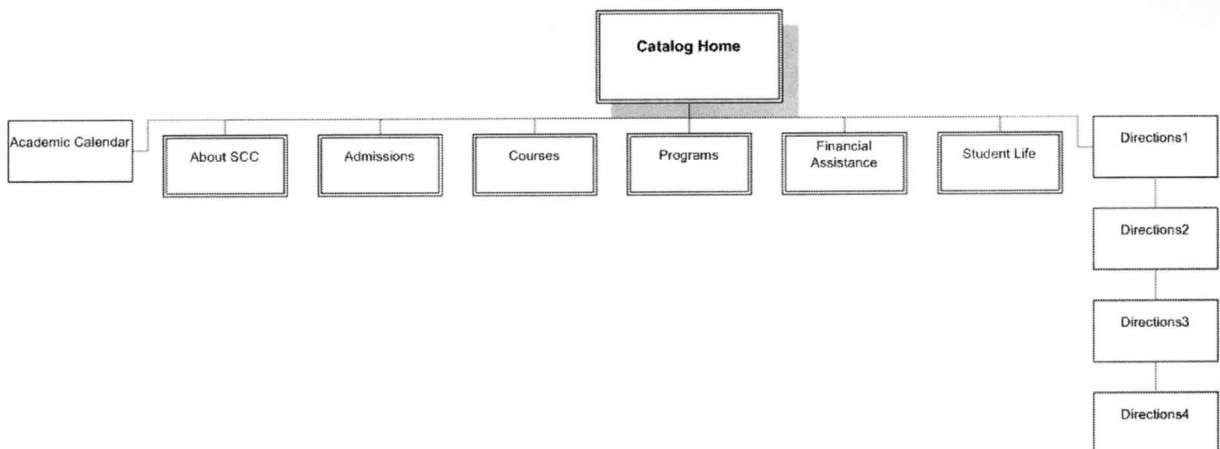 Catalog Home
Academic Calendar
About SCC
Admissions
Courses
Programs
Financial
Assistance
Student Life
Directions1
Directions2
Directions3
Directions4